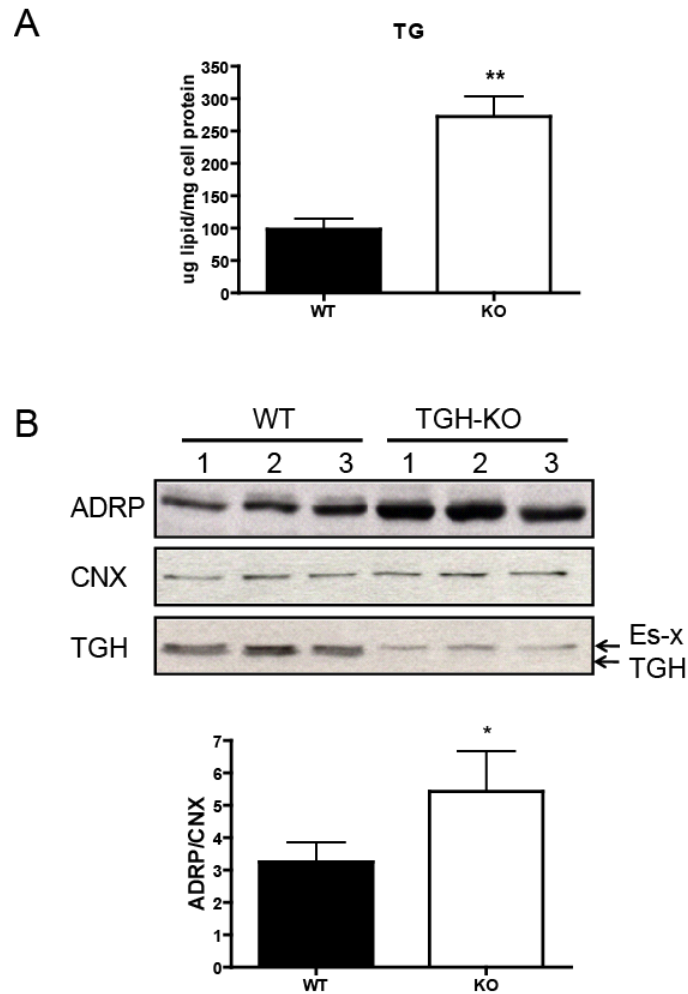 A
TG
ug lipid/mg cell protein
350
300
250
200
150
100
50
0
**
WT
KO
B
WT
TGH-KO
1 2 3 1 2 3
ADRP
CNX
TGH
Es-x
TGH
ADRP/CNX
7
6
5
4
3
2
1
0
*
WT
KO